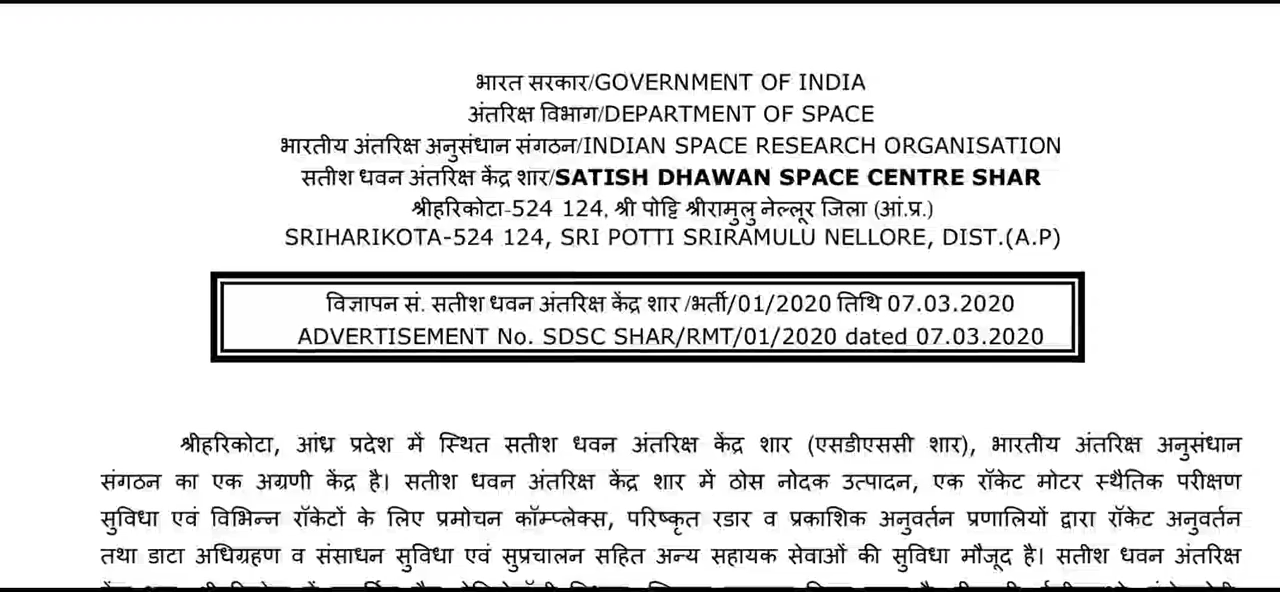 भारत सरकार/GOVERNMENT OF INDIA
अंतरिक्ष विभाग/DEPARTMENT OF SPACE
भारतीय अंतरिक्ष अनुसंधान संगठन/INDIAN SPACE RESEARCH ORGANISATION
सतीश धवन अंतरिक्ष केंद्र शार/SATISH DHAWAN SPACE CENTRE SHAR
श्रीहरिकोटा-524 124, श्री पोट्टि श्रीरामुलु नेल्लूर जिला (आं.प्र.)
SRIHARIKOTA-524 124, SRI POTTI SRIRAMULU NELLORE, DIST.(A.P)
विज्ञापन सं. सतीश धवन अंतरिक्ष केंद्र शार /भर्ती/01/2020 तिथि 07.03.2020
ADVERTISEMENT No. SDSC SHAR/RMT/01/2020 dated 07.03.2020
श्रीहरिकोटा, आंध्र प्रदेश में स्थित सतीश धवन अंतरिक्ष केंद्र शार (एसडीएससी शार), भारतीय अंतरिक्ष अनुसंधान
संगठन का एक अग्रणी केंद्र है। सतीश धवन अंतरिक्ष केंद्र शार में ठोस नोदक उत्पादन, एक रॉकेट मोटर स्थैतिक परीक्षण
सुविधा एवं विभिन्न रॉकेटों के लिए प्रमोचन कॉम्प्लेक्स, परिष्कृत रडार व प्रकाशिक अनुवर्तन प्रणालियों द्वारा रॉकेट अनुवर्तन
तथा डाटा अधिग्रहण व संसाधन सुविधा एवं सुप्रचालन सहित अन्य सहायक सेवाओं की सुविधा मौजूद है। सतीश धवन अंतरिक्ष